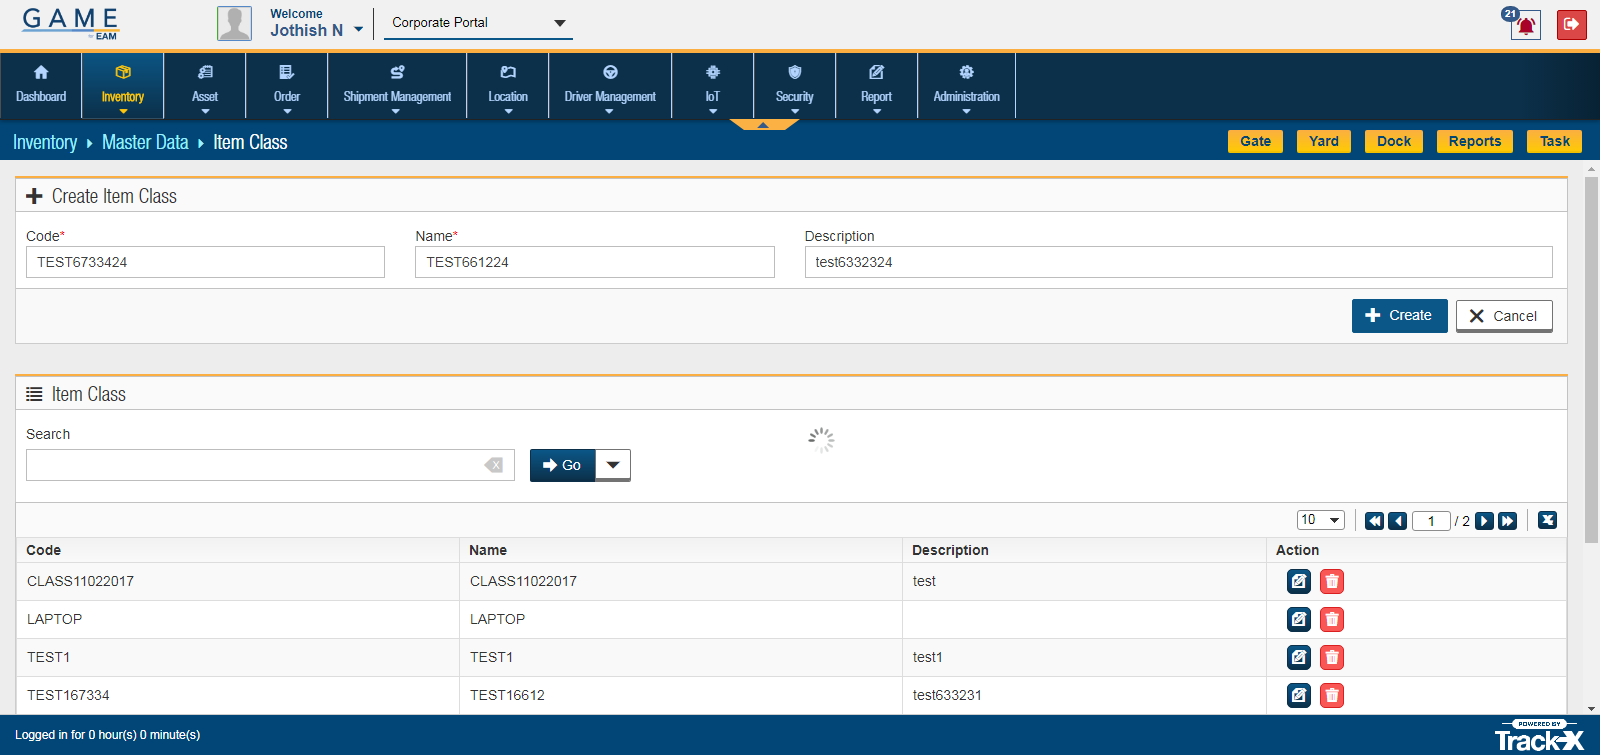 GAME
EAM
Welcome
Jothish N
Corporate Portal
21
Dashboard
Inventory
Asset
Order
Shipment Management
Location
Driver Management
IoT
Security
Report
Administration
Inventory Master Data Item Class
Gate
Yard
Dock
Reports
Task
Create Item Class
Code* Name* Description
TEST6733424 TEST661224 test6332324
Create Cancel
Item Class
Search
Go
10 1 / 2
Code Name Description Action
CLASS11022017 CLASS11022017 test
LAPTOP LAPTOP
TEST1 TEST1 test1
TEST167334 TEST16612 test633231
Logged in for 0 hour(s) 0 minute(s)
POWERED BY
Track-X